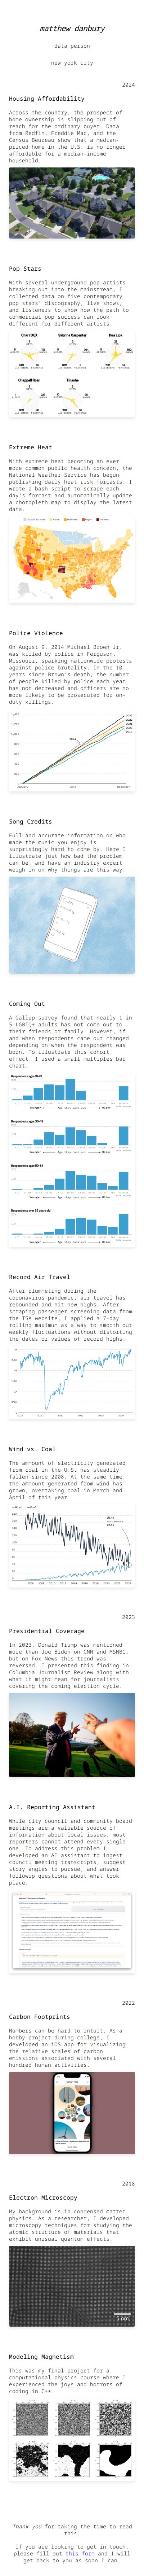 matthew danbury
data person
new york city
2024
Housing Affordability
Across the country, the prospect of
home ownership is slipping out of
reach for the ordinary buyer. Data
from Redfin, Freddie Mac, and the
Census Beureau show that a median-
priced home in the U.S. is no longer
affordable for a median-income
household.
Pop Stars
With several underground pop artists
breaking out into the mainstream, I
collected data on five contemporary
pop stars' discography, live shows,
and listeners to show how the path to
commercial pop success can look
different for different artists.
Charli XCX
Sabrina Carpenter
Dua Lipa
Chappell Roan
Tinashe
Extreme Heat
With extreme heat becoming an ever
more common public health concern, the
National Weather Service has begun
publishing daily heat risk forcasts. I
wrote a bash script to scrape each
day's forcast and automatically update
a choropleth map to display the latest
data.
Police Violence
On August 9, 2014 Michael Brown Jr.
was killed by police in Ferguson,
Missouri, sparking nationwide protests
against police brutality. In the 10
years since Brown's death, the number
of people killed by police each year
has not decreased and officers are no
more likely to be prosecuted for on-
duty killings.
Song Credits
Full and accurate information on who
made the music you enjoy is
surprisingly hard to come by. Here I
illustrate just how bad the problem
can be, and have an industry expert
weigh in on why things are this way.
Coming Out
A Gallup survey found that nearly 1 in
5 LGBTQ+ adults has not come out to
their friends or family. However, if
and when respondents came out changed
depending on when the respondent was
born. To illustrate this cohort
effect, I used a small multiples bar
chart.
Record Air Travel
After plummeting during the
coronavirus pandemic, air travel has
rebounded and hit new highs. After
scraping passenger screening data from
the TSA website, I applied a 7-day
rolling maximum as a way to smooth out
weekly fluctuations without distorting
the dates or values of record highs.
Wind vs. Coal
The ammount of electricity generated
from coal in the U.S. has steadily
fallen since 2008. At the same time,
the amount generated from wind has
grown, overtaking coal in March and
April of this year.
2023
Presidential Coverage
In 2023, Donald Trump was mentioned
more than Joe Biden on CNN and MSNBC,
but on Fox News this trend was
reversed. I presented this finding in
Columbia Journalism Review along with
what it might mean for journalists
covering the coming election cycle.
A.I. Reporting Assistant
While city council and community board
meetings are a valuable source of
information about local issues, most
reporters cannot attend every single
one. To address this problem I
developed an AI assistant to ingest
council meeting transcripts, suggest
story angles to pursue, and answer
followup questions about what took
place.
2022
Carbon Footprints
Numbers can be hard to intuit. As a
hobby project during college, I
developed an iOS app for visualizing
the relative scales of carbon
emissions associated with several
hundred human activities.
2018
Electron Microscopy
My background is in condensed matter
physics. As a researcher, I developed
microscopy techniques for studying the
atomic structure of materials that
exhibit unusual quantum effects.
5 nm
Modeling Magnetism
This was my final project for a
computational physics course where I
experienced the joys and horrors of
coding in C++.
Thank you for taking the time to read
this.
If you are looking to get in touch,
please fill out this form and I will
get back to you as soon I can.